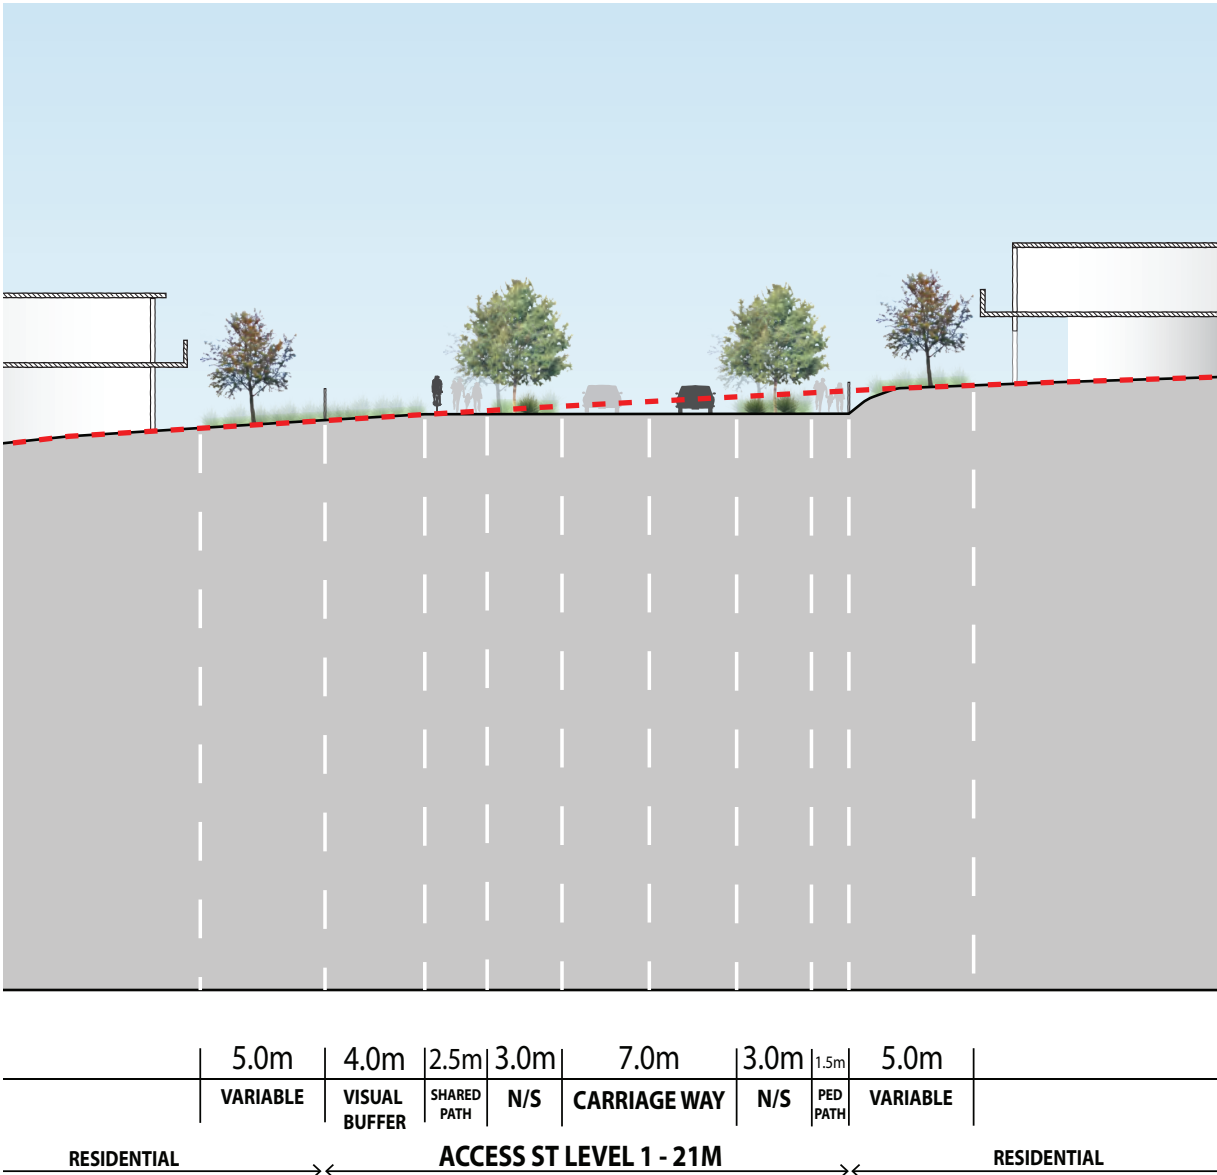 5.0m 4.0m 2.5m 3.0m 7.0m 3.0m 1.5m 5.0m
VARIABLE VISUAL BUFFER SHARED PATH N/S CARRIAGE WAY N/S PED PATH VARIABLE
RESIDENTIAL ACCESS ST LEVEL 1 - 21M RESIDENTIAL